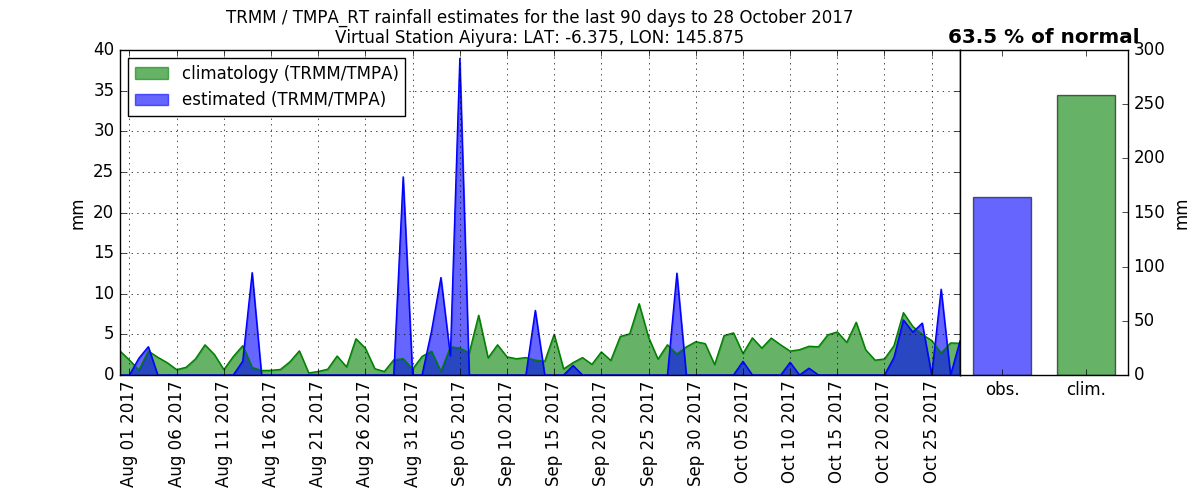 TRMM / TMPA_RT rainfall estimates for the last 90 days to 28 October 2017
Virtual Station Aiyura: LAT: -6.375, LON: 145.875
63.5 % of normal
climatology (TRMM/TMPA)
estimated (TRMM/TMPA)
mm
40
35
30
25
20
15
10
5
0
Aug 01 2017
Aug 06 2017
Aug 11 2017
Aug 16 2017
Aug 21 2017
Aug 26 2017
Aug 31 2017
Sep 05 2017
Sep 10 2017
Sep 15 2017
Sep 20 2017
Sep 25 2017
Sep 30 2017
Oct 05 2017
Oct 10 2017
Oct 15 2017
Oct 20 2017
Oct 25 2017
300
250
200
150
100
50
0
mm
obs.
clim.